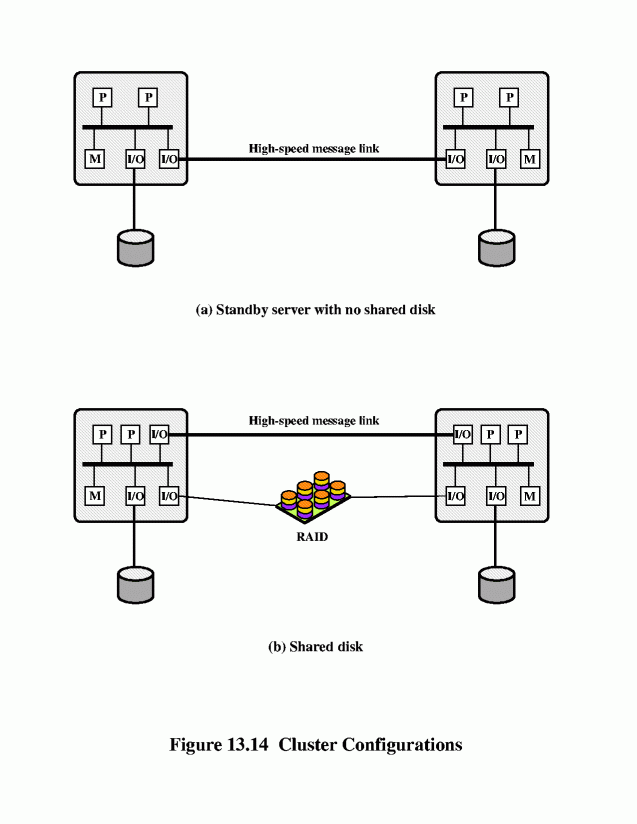 P P P P
High-speed message link
M I/O I/O I/O I/O M
(a) Standby server with no shared disk
High-speed message link
P P I/O I/O P P
M I/O I/O I/O I/O M
RAID
(b) Shared disk
Figure 13.14 Cluster Configurations